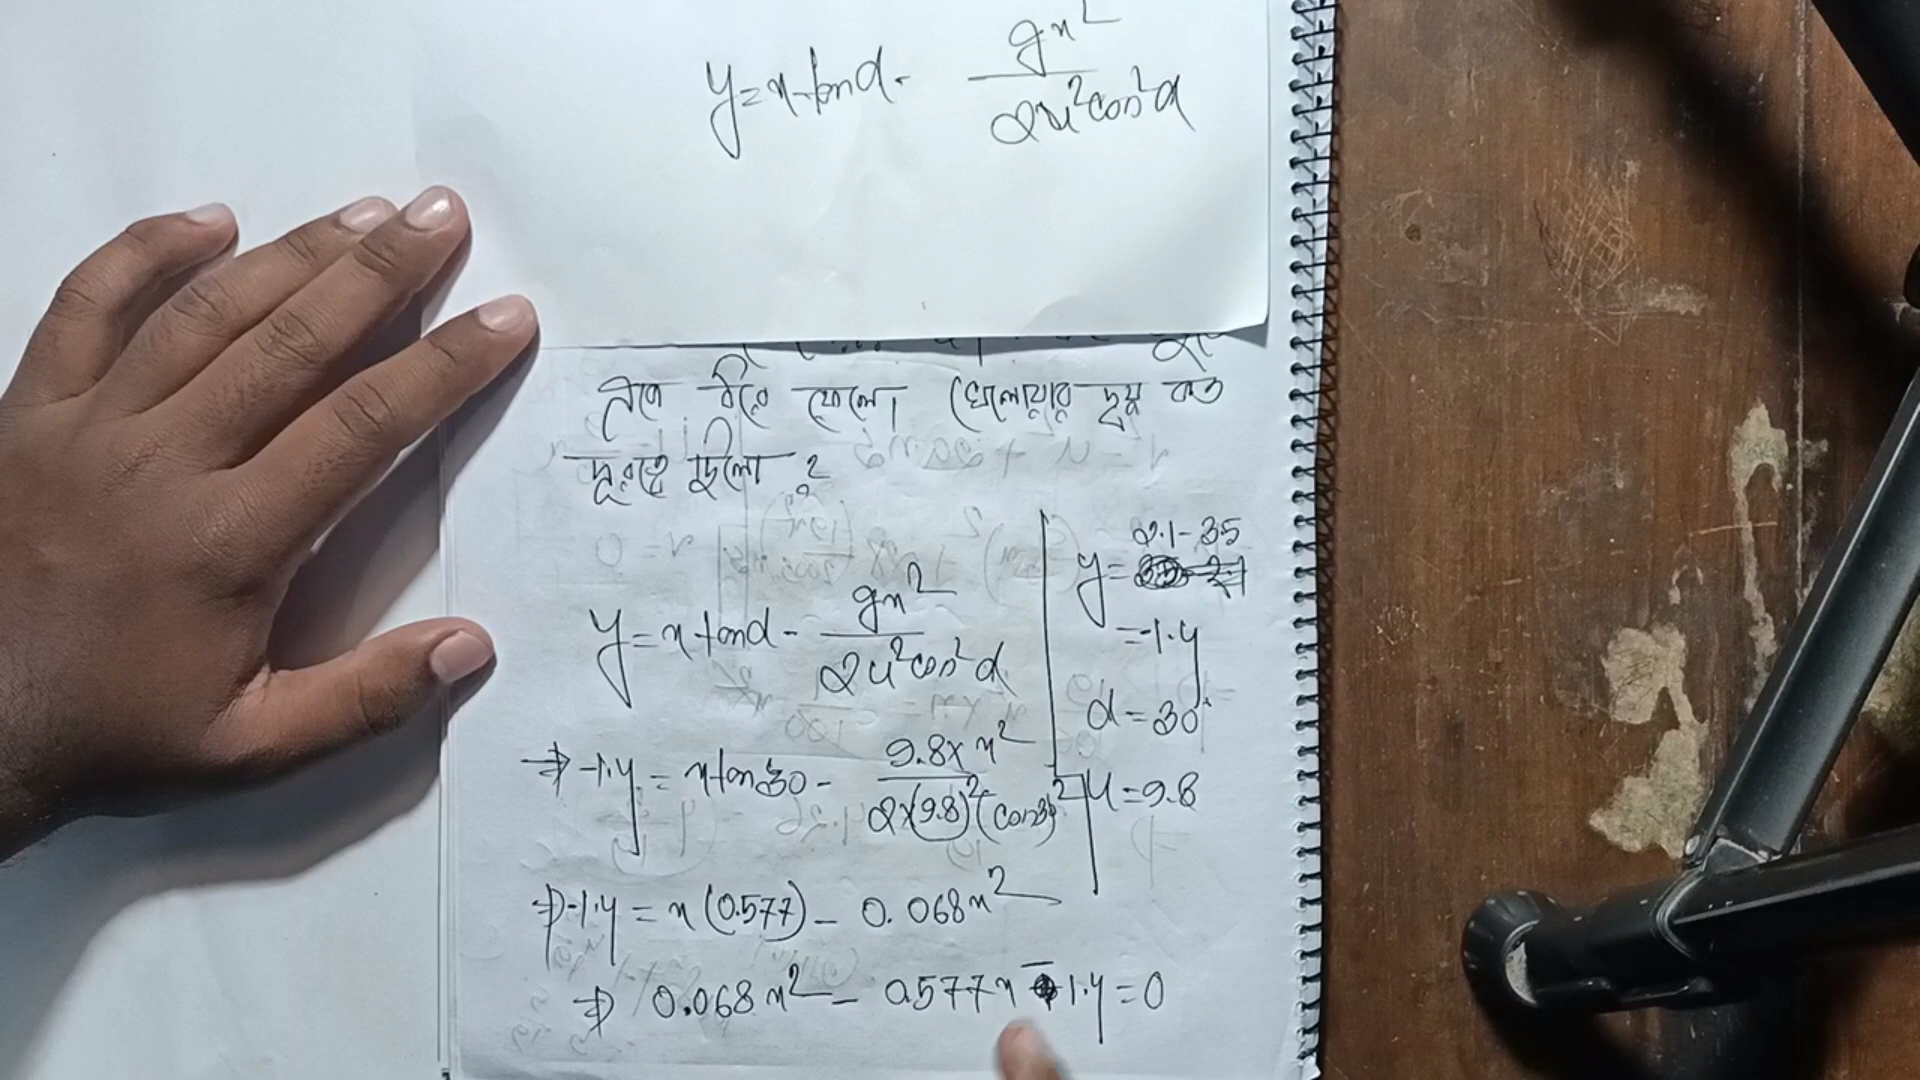 y = x tanα - gx²/2u²cos²α
ধরে ফেলে। খেলোয়ার দ্বয় কত
দূরত্বে ছিলো ?
y = 2.1 - 3.5
= -1.4
y = x tanα - gx²/2u²cos²α
α = 30°
⇒ -1.4 = x tan30 - 9.8 × x²/2×(9.8)²(cos30)²
u = 9.8
⇒ -1.4 = x (0.577) - 0.068x²
⇒ 0.068x² - 0.577x - 1.4 = 0